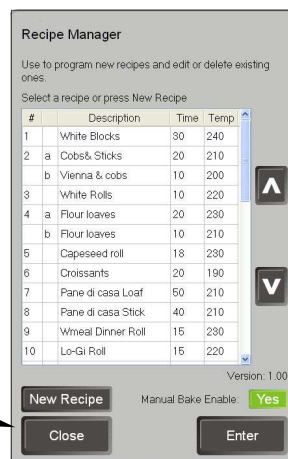 Recipe Manager
Use to program new recipes and edit or delete existing
ones.
Select a recipe or press New Recipe
# Description Time Temp
1 White Blocks 30 240
2 a Cobs& Sticks 20 210
b Vienna & cobs 10 200
3 White Rolls 10 220
4 a Flour loaves 20 230
b Flour loaves 10 210
5 Capeseed roll 18 230
6 Croissants 20 190
7 Pane di casa Loaf 50 210
8 Pane di casa Stick 40 210
9 Wmeal Dinner Roll 15 230
10 Lo-Gi Roll 15 220
Version: 1.00
New Recipe Manual Bake Enable: Yes
Close Enter